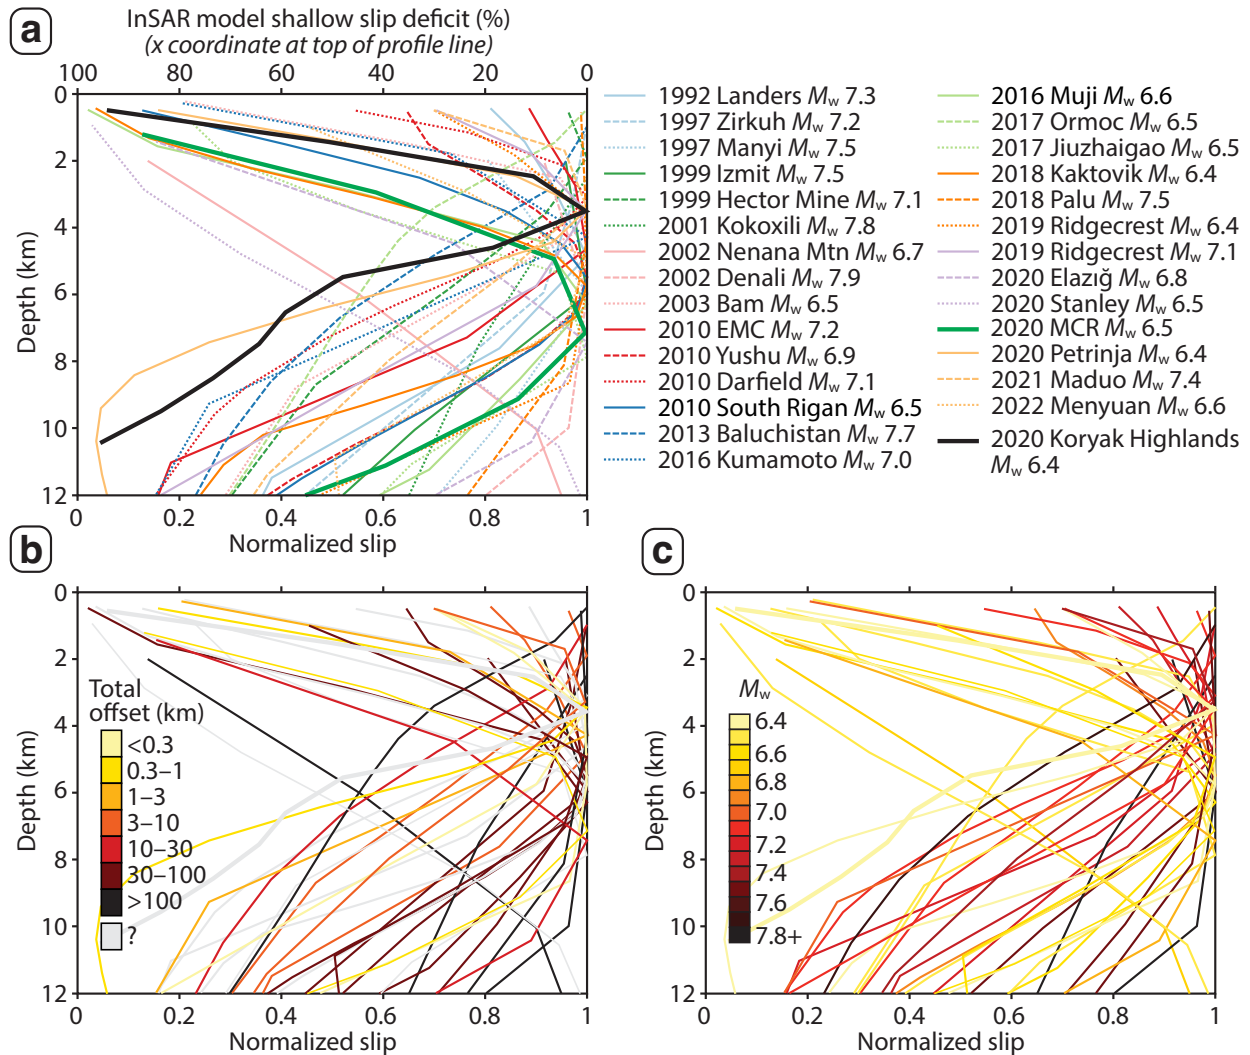 a
InSAR model shallow slip deficit (%)
(x coordinate at top of profile line)
100 80 60 40 20 0
0
2
4
6
8
10
12
Depth (km)
0 0.2 0.4 0.6 0.8 1
Normalized slip
1992 Landers Mw 7.3
1997 Zirkuh Mw 7.2
1997 Manyi Mw 7.5
1999 Izmit Mw 7.5
1999 Hector Mine Mw 7.1
2001 Kokoxili Mw 7.8
2002 Nenana Mtn Mw 6.7
2002 Denali Mw 7.9
2003 Bam Mw 6.5
2010 EMC Mw 7.2
2010 Yushu Mw 6.9
2010 Darfield Mw 7.1
2010 South Rigan Mw 6.5
2013 Baluchistan Mw 7.7
2016 Kumamoto Mw 7.0
2016 Muji Mw 6.6
2017 Ormoc Mw 6.5
2017 Jiuzhaigao Mw 6.5
2018 Kaktovik Mw 6.4
2018 Palu Mw 7.5
2019 Ridgecrest Mw 6.4
2019 Ridgecrest Mw 7.1
2020 Elazığ Mw 6.8
2020 Stanley Mw 6.5
2020 MCR Mw 6.5
2020 Petrinja Mw 6.4
2021 Maduo Mw 7.4
2022 Menyuan Mw 6.6
2020 Koryak Highlands
Mw 6.4
b
0
2
4
6
8
10
12
Depth (km)
Total
offset (km)
<0.3
0.3–1
1–3
3–10
10–30
30–100
>100
?
0 0.2 0.4 0.6 0.8 1
Normalized slip
c
0
2
4
6
8
10
12
Depth (km)
Mw
6.4
6.6
6.8
7.0
7.2
7.4
7.6
7.8+
0 0.2 0.4 0.6 0.8 1
Normalized slip